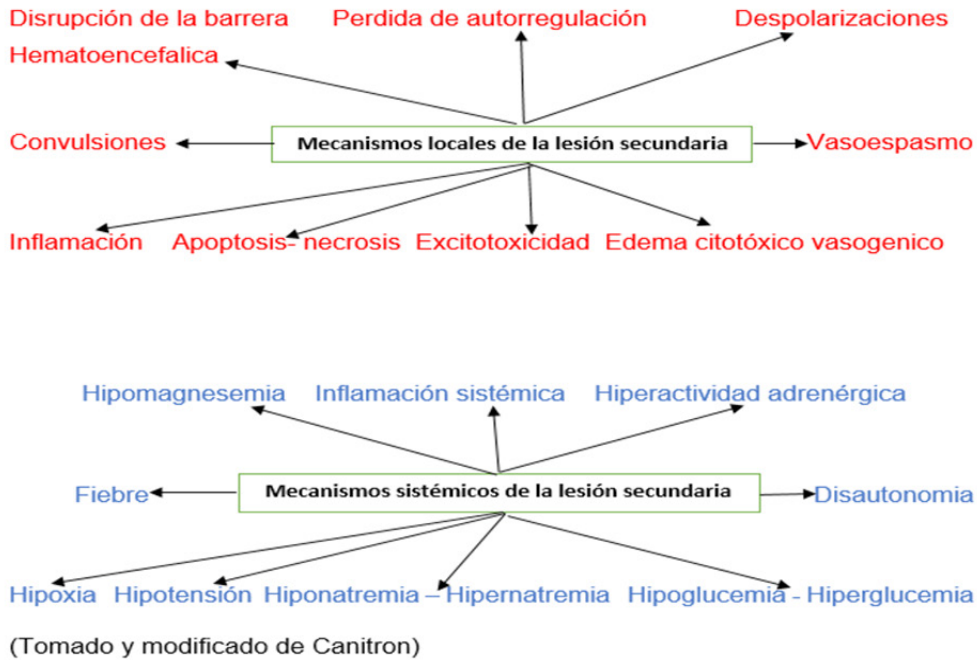 Disrupción de la barrera Perdida de autorregulación Despolarizaciones
Hematoencefalica
Convulsiones Mecanismos locales de la lesión secundaria Vasoespasmo
Inflamación Apoptosis- necrosis Excitotoxicidad Edema citotóxico vasogenico
Hipomagnesemia Inflamación sistémica Hiperactividad adrenérgica
Fiebre Mecanismos sistémicos de la lesión secundaria Disautonomia
Hipoxia Hipotensión Hiponatremia – Hipernatremia Hipoglucemia - Hiperglucemia
(Tomado y modificado de Canitron)